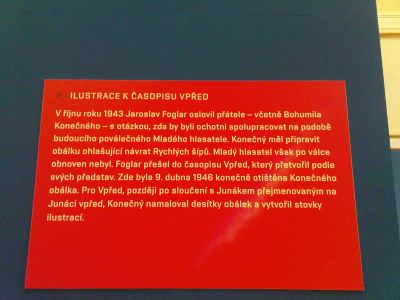 ILUSTRACE K ČASOPISU VPŘED
V říjnu roku 1943 Jaroslav Foglar oslovil přátele – včetně Bohumila
Konečného – s otázkou, zda by byli ochotni spolupracovat na podobě
budoucího poválečného Mladého hlasatele. Konečný měl připravit
obálku ohlašující návrat Rychlých šípů. Mladý hlasatel však po válce
obnoven nebyl. Foglar přešel do časopisu Vpřed, který přetvořil podle
svých představ. Zde byla 9. dubna 1946 konečně otištěna Konečného
obálka. Pro Vpřed, později po sloučení s Junákem přejmenovaným na
Junáci vpřed, Konečný namaloval desítky obálek a vytvořil stovky
ilustrací.